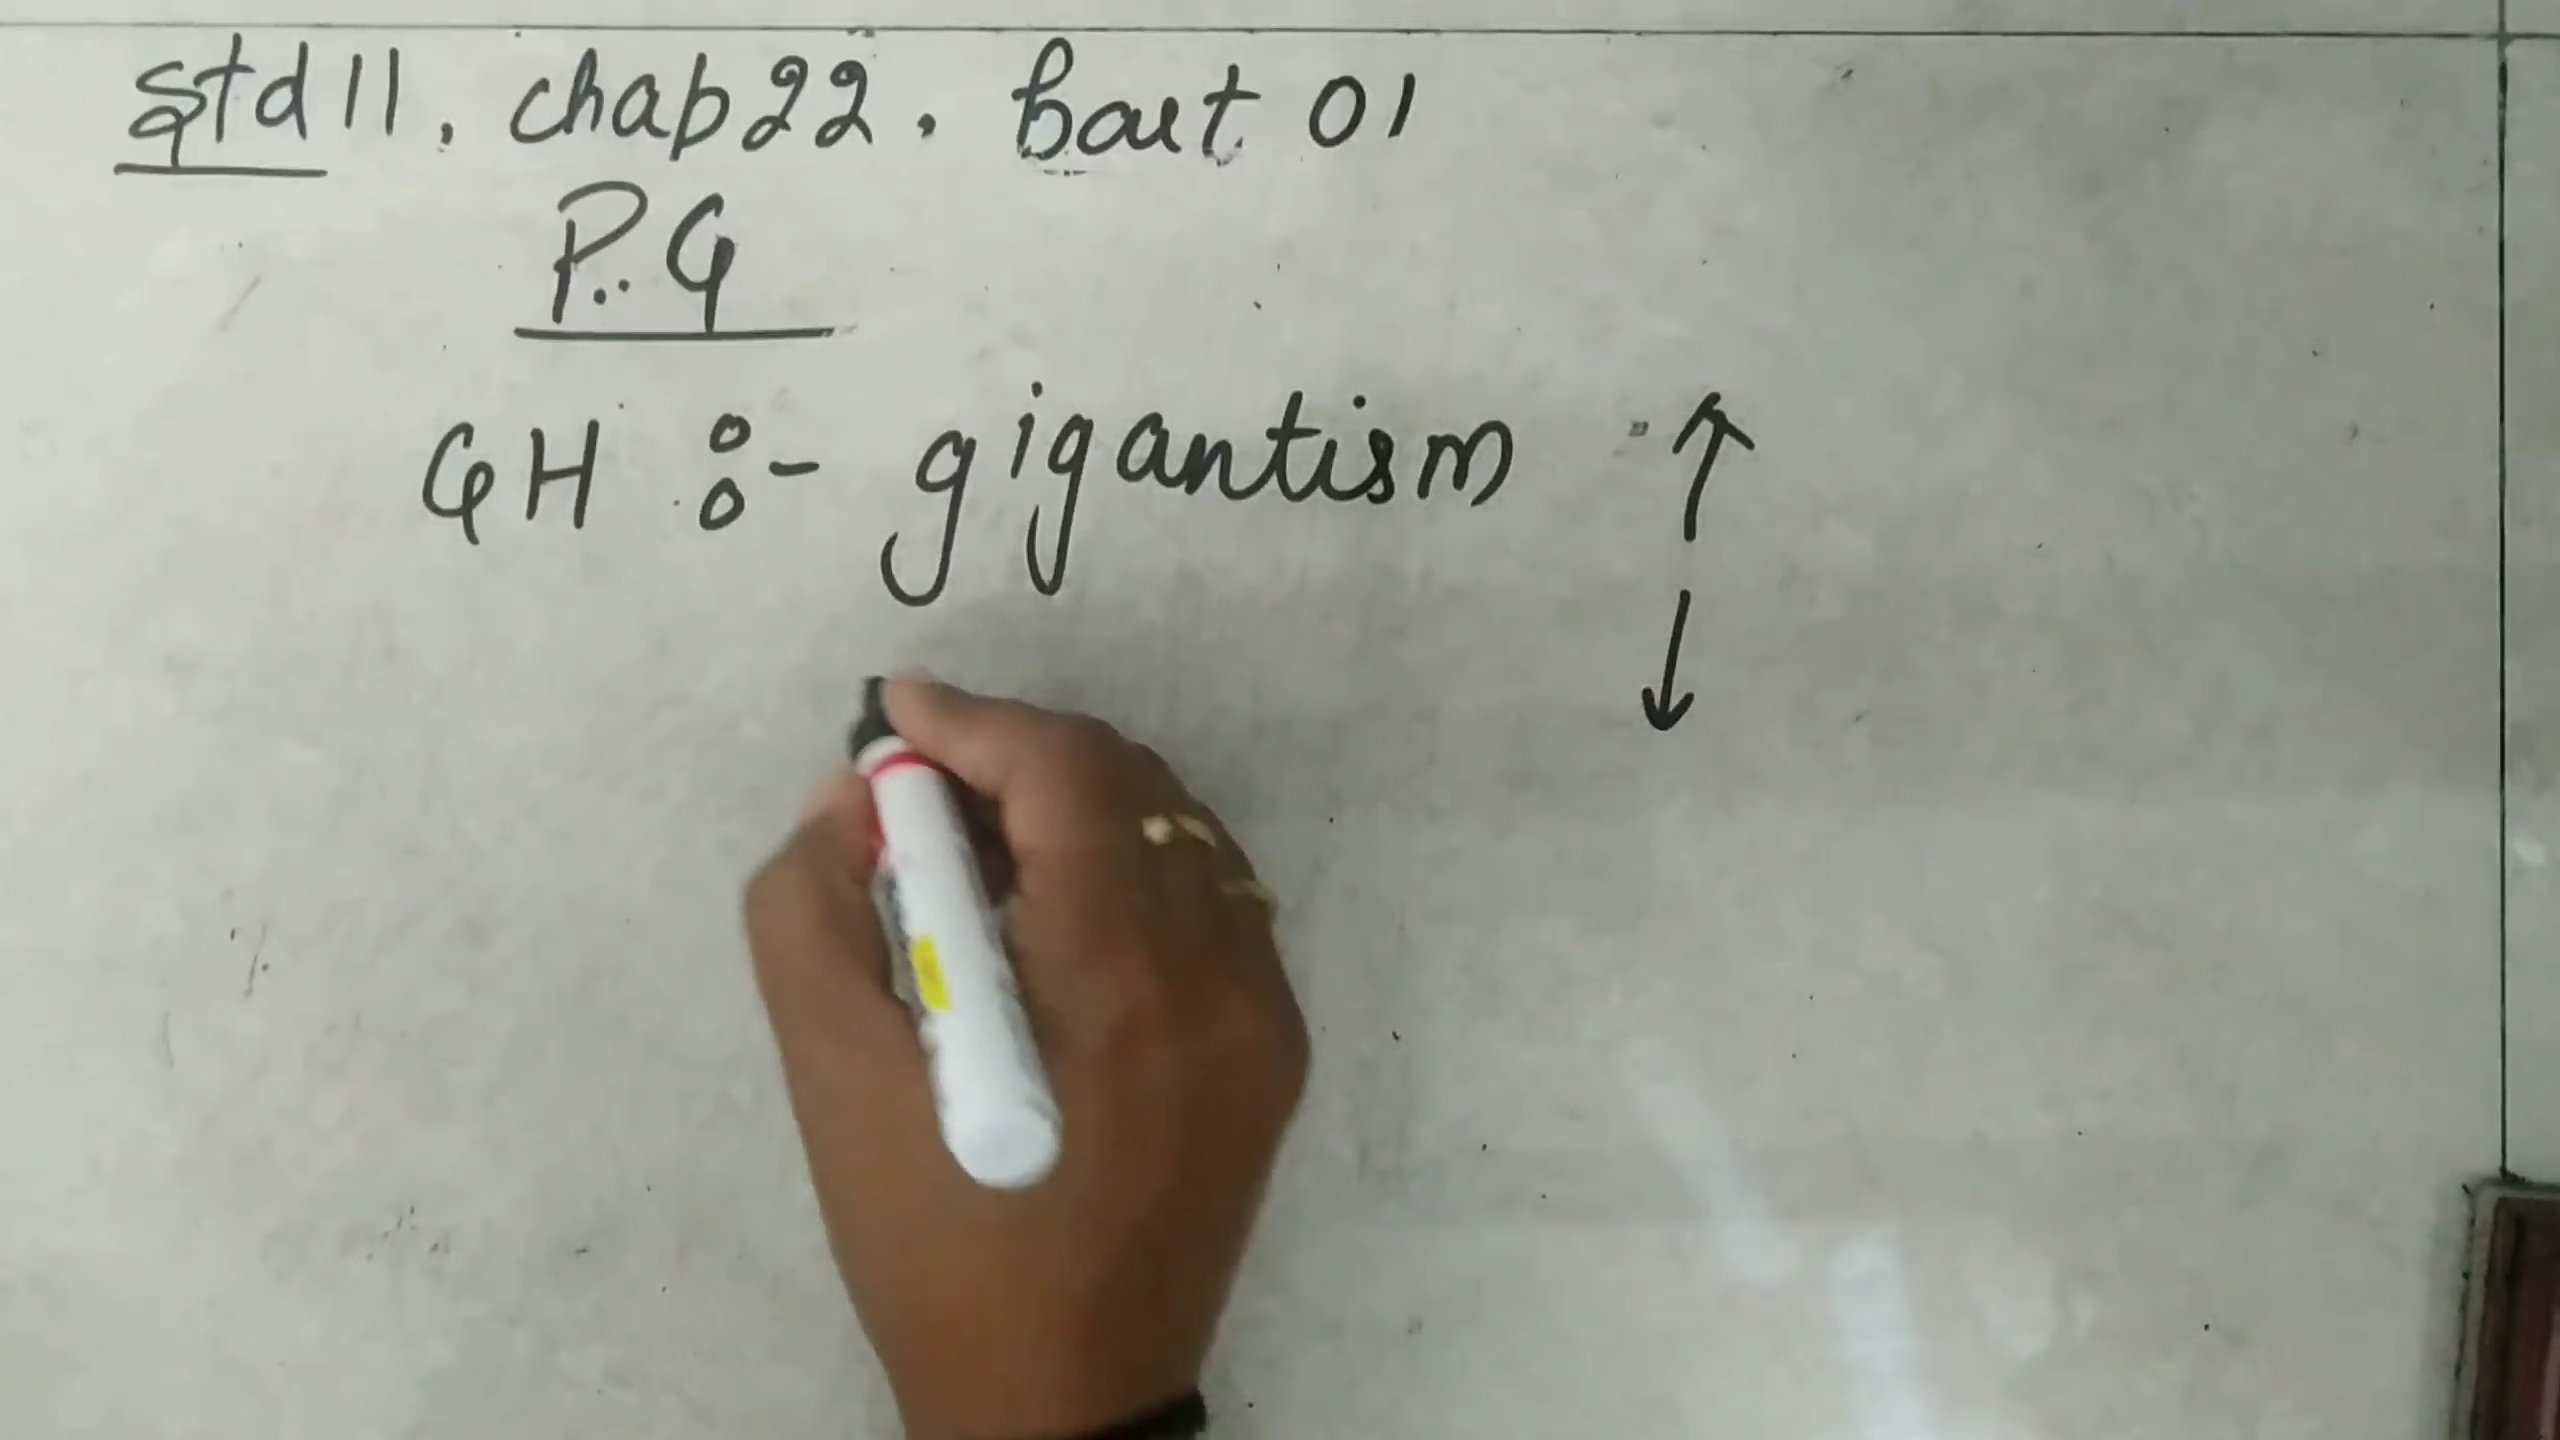 Std 11. chap 22. Part 01
P.. G
GH :- gigantism ↑
↓